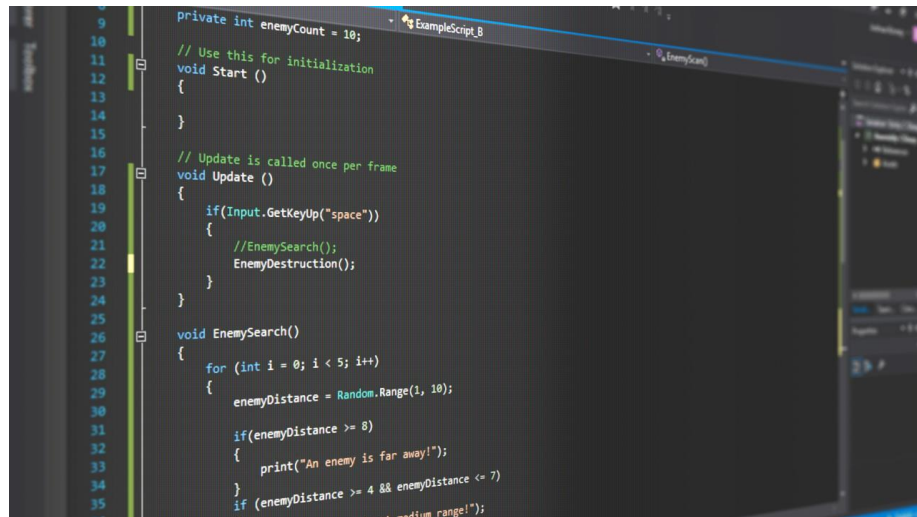 ExampleScript_B
EnemyScan()
9 private int enemyCount = 10;
10
11 // Use this for initialization
12 void Start ()
13 {
14
15 }
16
17 // Update is called once per frame
18 void Update ()
19 {
20 if(Input.GetKeyUp("space"))
21 {
22 //EnemySearch();
23 EnemyDestruction();
24 }
25 }
26 void EnemySearch()
27 {
28 for (int i = 0; i < 5; i++)
29 {
30 enemyDistance = Random.Range(1, 10);
31
32 if(enemyDistance >= 8)
33 {
34 print("An enemy is far away!");
35 }
if (enemyDistance >= 4 && enemyDistance <= 7)
medium range!");
Toolbox